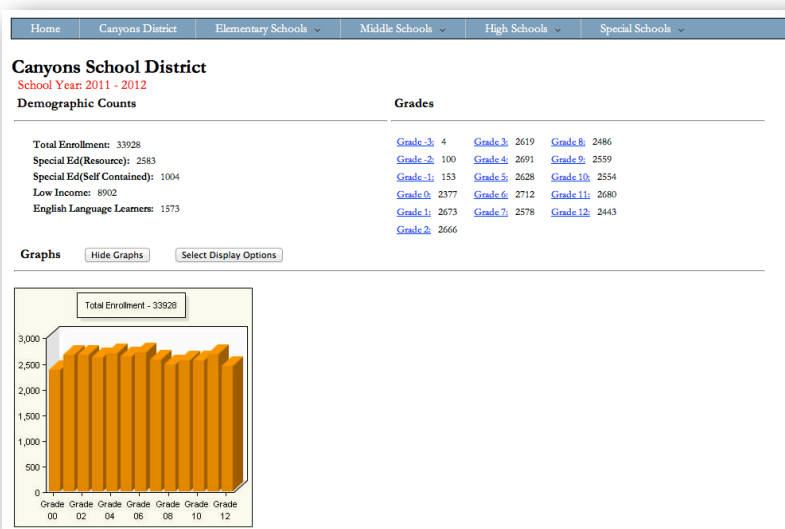 Home Canyons District Elementary Schools Middle Schools High Schools Special Schools
Canyons School District
School Year: 2011 - 2012
Demographic Counts
Total Enrollment: 33928
Special Ed(Resource): 2583
Special Ed(Self Contained): 1004
Low Income: 8902
English Language Learners: 1573
Grades
Grade -3: 4 Grade 3: 2619 Grade 8: 2486
Grade -2: 100 Grade 4: 2691 Grade 9: 2559
Grade -1: 153 Grade 5: 2628 Grade 10: 2554
Grade 0: 2377 Grade 6: 2712 Grade 11: 2680
Grade 1: 2673 Grade 7: 2578 Grade 12: 2443
Grade 2: 2666
Graphs Hide Graphs Select Display Options
Total Enrollment - 33928
3,000
2,500
2,000
1,500
1,000
500
0
Grade Grade Grade Grade Grade Grade Grade
00 02 04 06 08 10 12